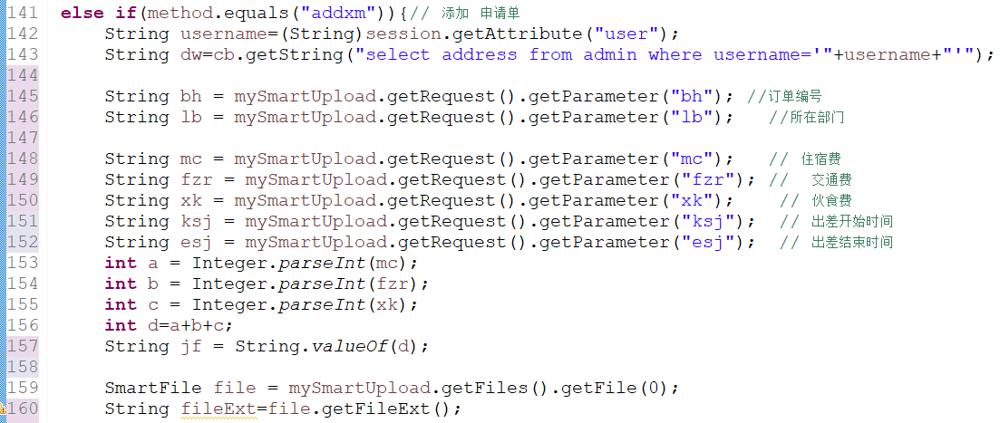 141 else if(method.equals("addxm")){// 添加 申请单
142 String username=(String)session.getAttribute("user");
143 String dw=cb.getString("select address from admin where username='"+username+"'");
144
145 String bh = mySmartUpload.getRequest().getParameter("bh"); //订单编号
146 String lb = mySmartUpload.getRequest().getParameter("lb"); //所在部门
147
148 String mc = mySmartUpload.getRequest().getParameter("mc"); // 住宿费
149 String fzr = mySmartUpload.getRequest().getParameter("fzr"); // 交通费
150 String xk = mySmartUpload.getRequest().getParameter("xk"); // 伙食费
151 String ksj = mySmartUpload.getRequest().getParameter("ksj"); // 出差开始时间
152 String esj = mySmartUpload.getRequest().getParameter("esj"); // 出差结束时间
153 int a = Integer.parseInt(mc);
154 int b = Integer.parseInt(fzr);
155 int c = Integer.parseInt(xk);
156 int d=a+b+c;
157 String jf = String.valueOf(d);
158
159 SmartFile file = mySmartUpload.getFiles().getFile(0);
160 String fileExt=file.getFileExt();